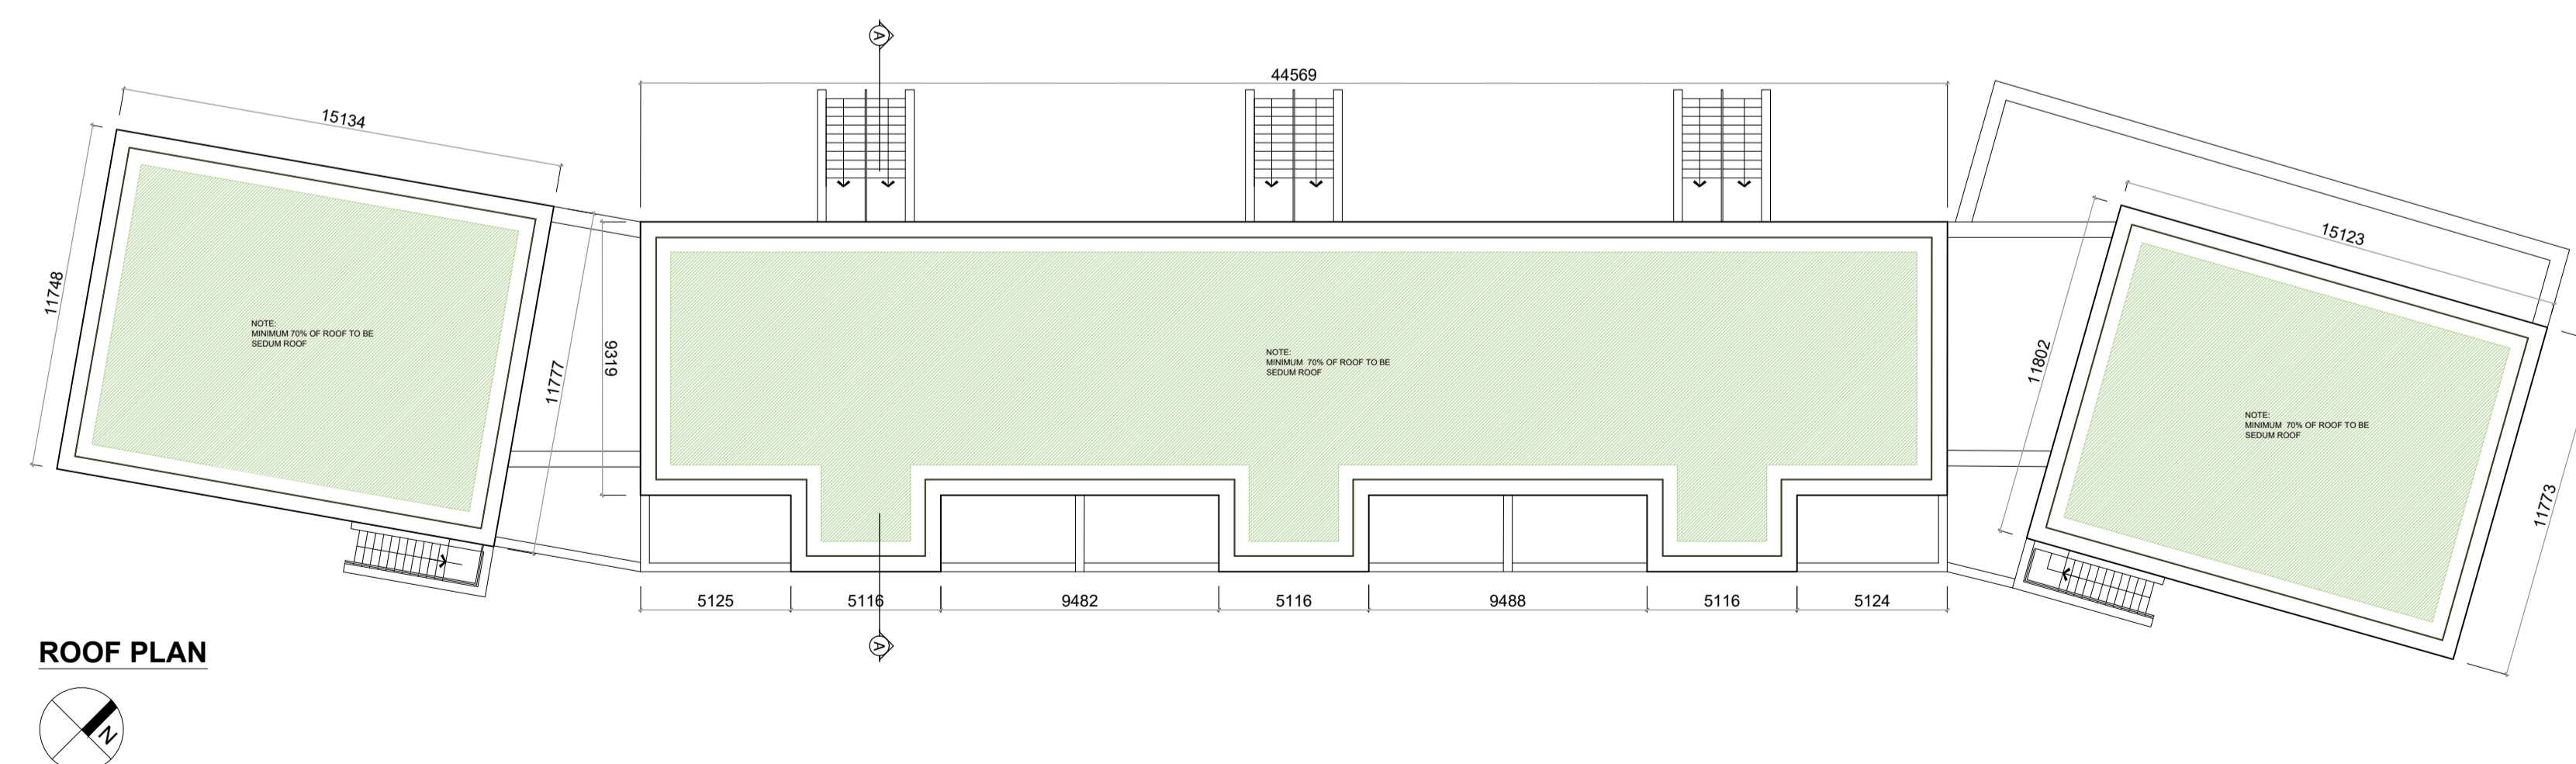 A
44569
15134
15123
11748
NOTE:
MINIMUM 70% OF ROOF TO BE
SEDUM ROOF
11777
9319
NOTE:
MINIMUM 70% OF ROOF TO BE
SEDUM ROOF
11802
NOTE:
MINIMUM 70% OF ROOF TO BE
SEDUM ROOF
11773
5125
5116
9482
5116
9488
5116
5124
A
ROOF PLAN
N